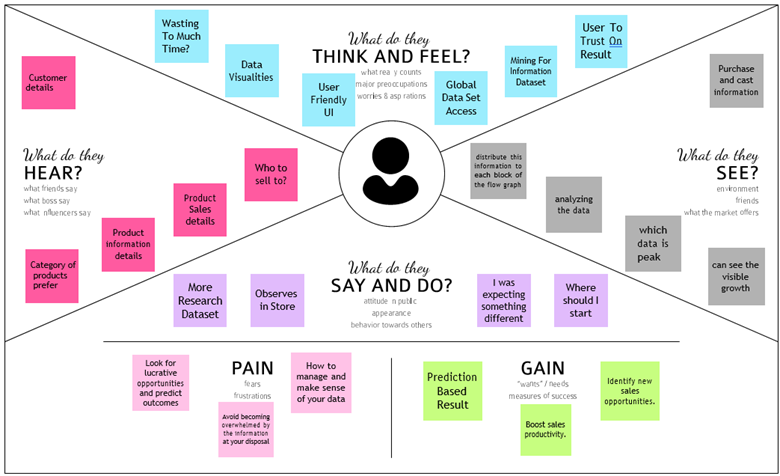 What do they
THINK AND FEEL?
what really counts
major preoccupations
worries & aspirations
Wasting
To Much
Time?
Data
Visualities
User
Friendly
UI
Global
Data Set
Access
Mining For
Information
Dataset
User To
Trust On
Result
What do they
HEAR?
what friends say
what boss say
what influencers say
Customer
details
Who to
sell to?
Product
Sales
details
Product
information
details
Category of
products
prefer
What do they
SEE?
environment
friends
what the market offers
Purchase
and cast
information
distribute this
information to
each block of
the flow graph
analyzing
the data
which
data is
peak
can see the
visible
growth
What do they
SAY AND DO?
attitude in public
appearance
behavior towards others
More
Research
Dataset
Observes
in Store
I was
expecting
something
different
Where
should I
start
PAIN
fears
frustrations
Look for
lucrative
opportunities
and predict
outcomes
Avoid becoming
overwhelmed by
the information
at your disposal
How to
manage and
make sense
of your data
GAIN
"wants" / needs
measures of success
Prediction
Based
Result
Boost sales
productivity.
Identify new
sales
opportunities.